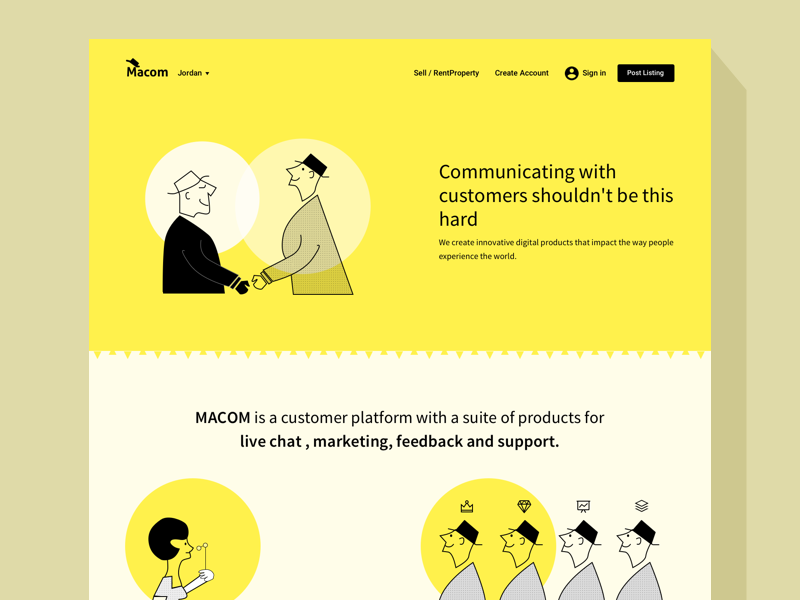 Macom
Jordan
Sell / RentProperty
Create Account
Sign in
Post Listing
Communicating with
customers shouldn't be this
hard
We create innovative digital products that impact the way people
experience the world.
MACOM is a customer platform with a suite of products for
live chat , marketing, feedback and support.